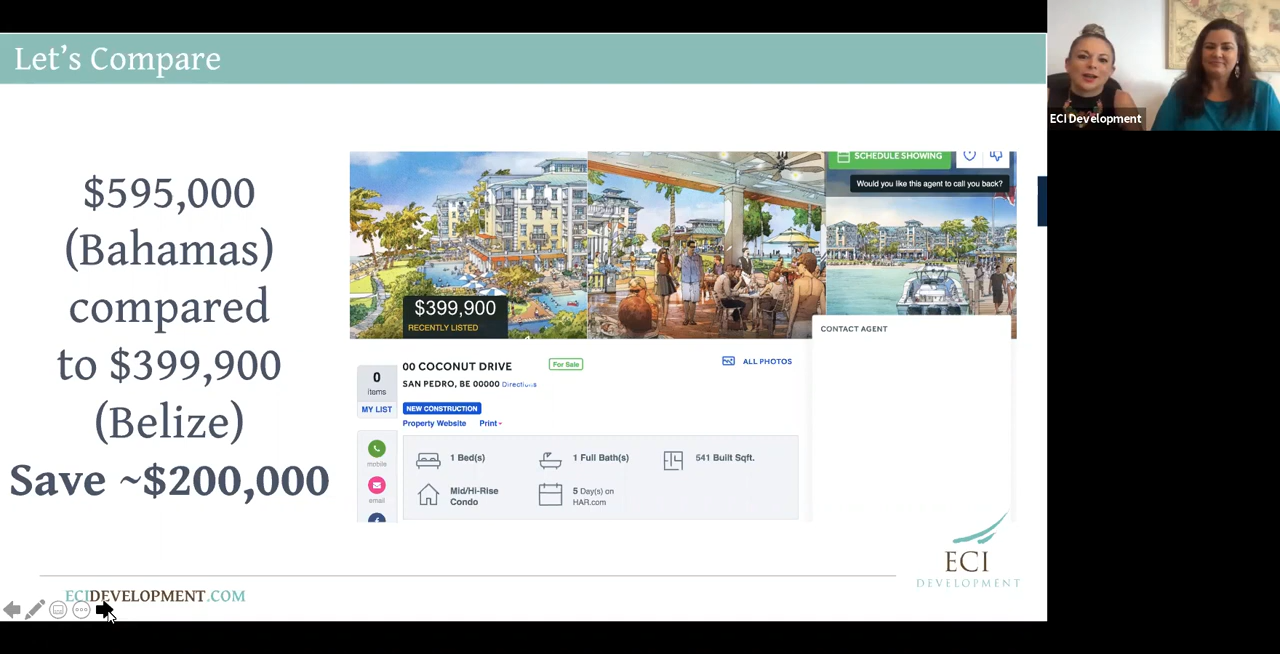 Let's Compare
$595,000
(Bahamas)
compared
to $399,900
(Belize)
Save ~$200,000
SCHEDULE SHOWING
Would you like this agent to call you back?
$399,900
RECENTLY LISTED
CONTACT AGENT
0
items
MY LIST
mobile
email
00 COCONUT DRIVE
For Sale
ALL PHOTOS
SAN PEDRO, BE 00000 Directions
NEW CONSTRUCTION
Property Website Print
1 Bed(s)
1 Full Bath(s)
541 Built Sqft.
Mid/Hi-Rise
Condo
5 Day(s) on
HAR.com
ECI
DEVELOPMENT
ECIDEVELOPMENT.COM
ECI Development